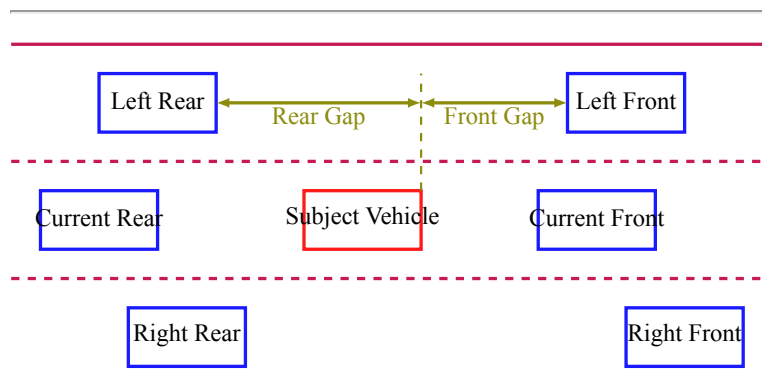 Left Rear
Rear Gap
Front Gap
Left Front
Current Rear
Subject Vehicle
Current Front
Right Rear
Right Front